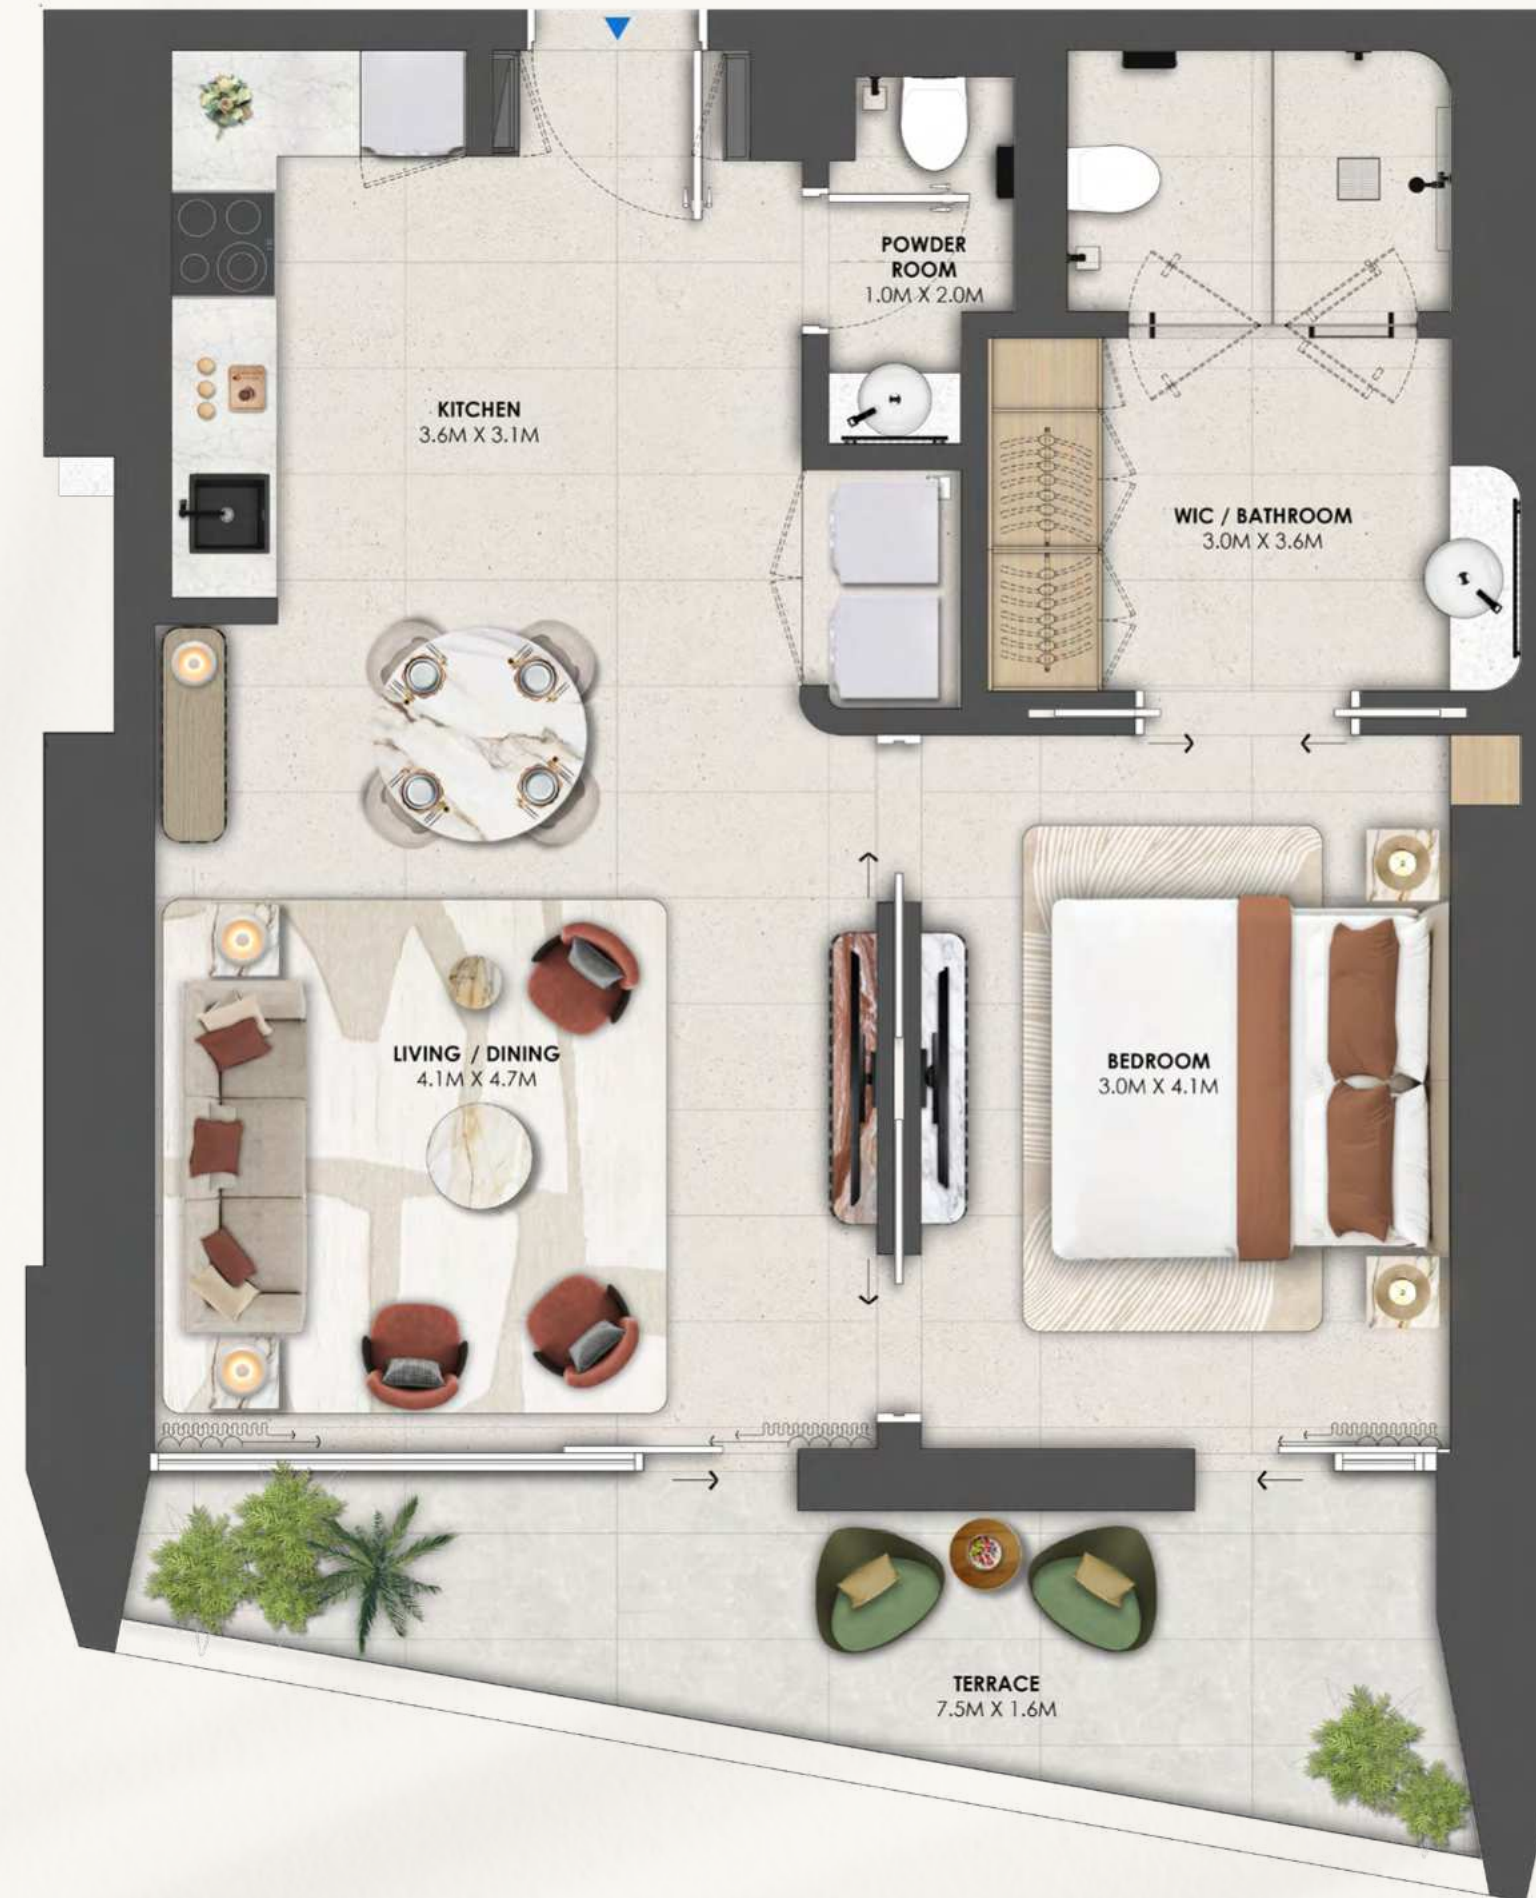 POWDER
ROOM
1.0M X 2.0M
KITCHEN
3.6M X 3.1M
WIC / BATHROOM
3.0M X 3.6M
LIVING / DINING
4.1M X 4.7M
BEDROOM
3.0M X 4.1M
TERRACE
7.5M X 1.6M